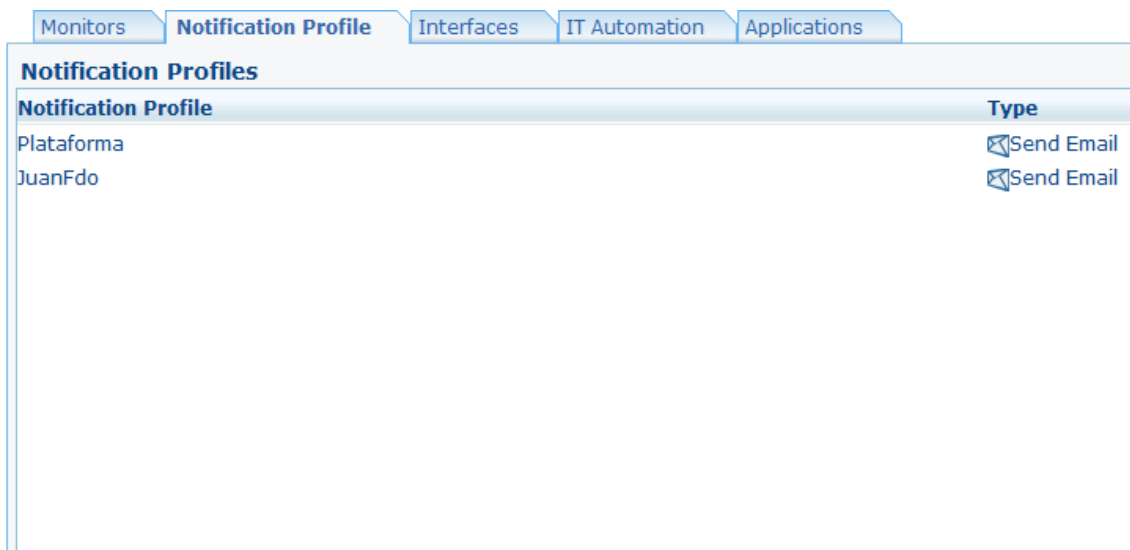 Monitors Notification Profile Interfaces IT Automation Applications
Notification Profiles
Notification Profile Type
Plataforma Send Email
JuanFdo Send Email